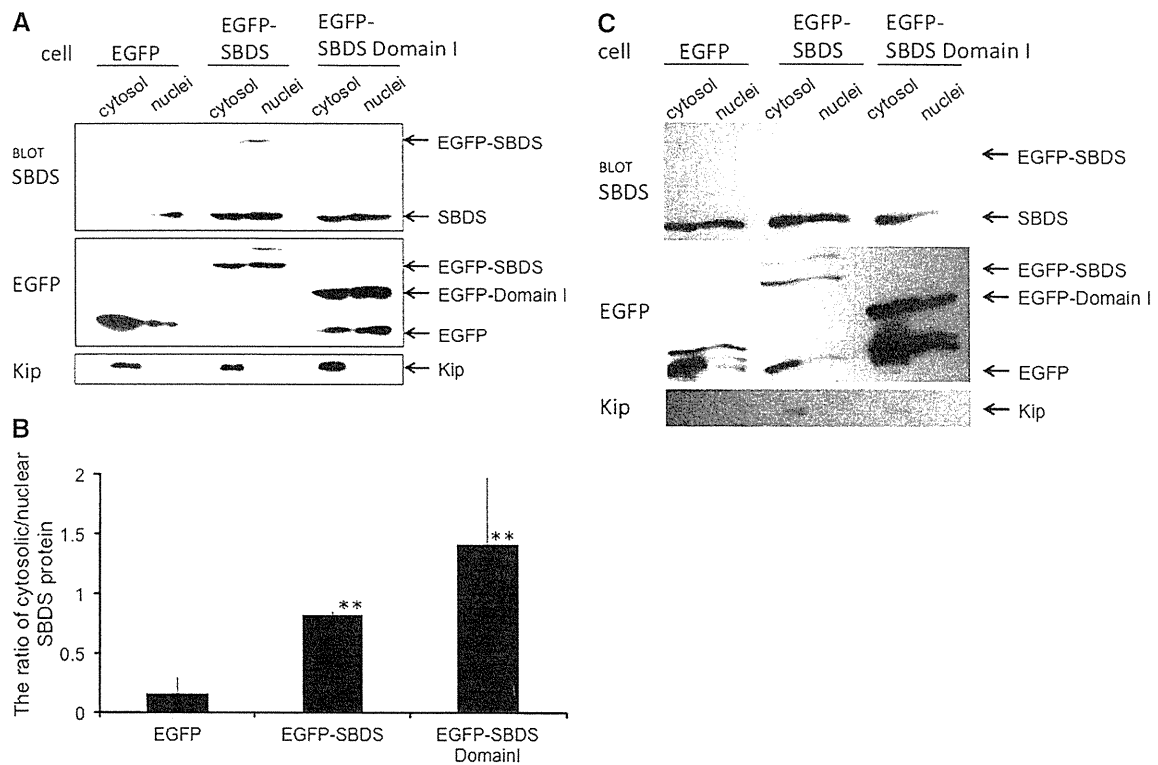 A
cell
EGFP
EGFP-
SBDS
EGFP-
SBDS Domain I
cytosol
nuclei
cytosol
nuclei
cytosol
nuclei
BLOT
SBDS
EGFP-SBDS
SBDS
EGFP
EGFP-SBDS
EGFP-Domain I
EGFP
Kip
Kip
B
The ratio of cytosolic/nuclear
SBDS protein
2
1.5
1
0.5
0
**
**
EGFP
EGFP-SBDS
EGFP-SBDS
DomainI
C
cell
EGFP
EGFP-
SBDS
EGFP-
SBDS Domain I
cytosol
nuclei
cytosol
nuclei
cytosol
nuclei
BLOT
SBDS
EGFP-SBDS
SBDS
EGFP
EGFP-SBDS
EGFP-Domain I
EGFP
Kip
Kip